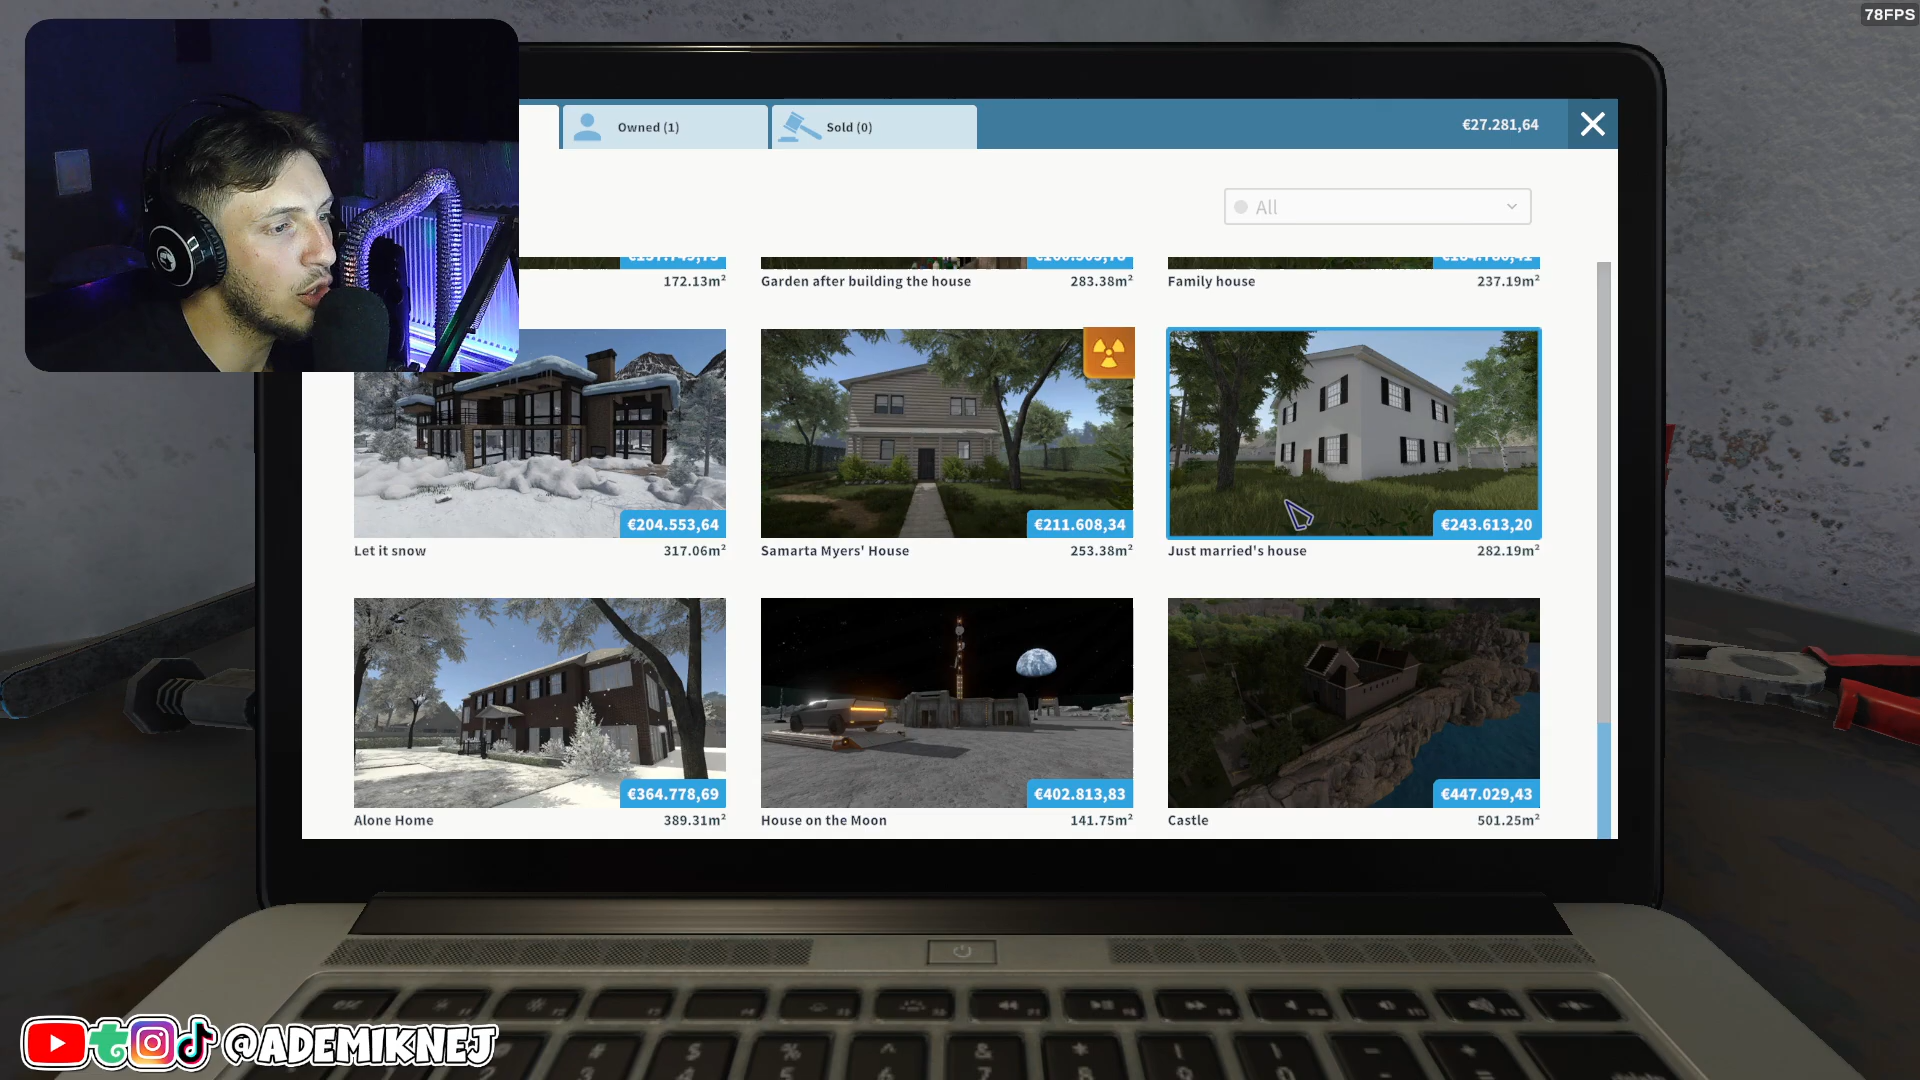 78FPS
Owned (1)
Sold (0)
€27.281,64
All
172.13m²
Garden after building the house
283.38m²
Family house
237.19m²
€204.553,64
Let it snow
317.06m²
€211.608,34
Samarta Myers' House
253.38m²
€243.613,20
Just married's house
282.19m²
€364.778,69
Alone Home
389.31m²
€402.813,83
House on the Moon
141.75m²
€447.029,43
Castle
501.25m²
@ADEMIKNEJ